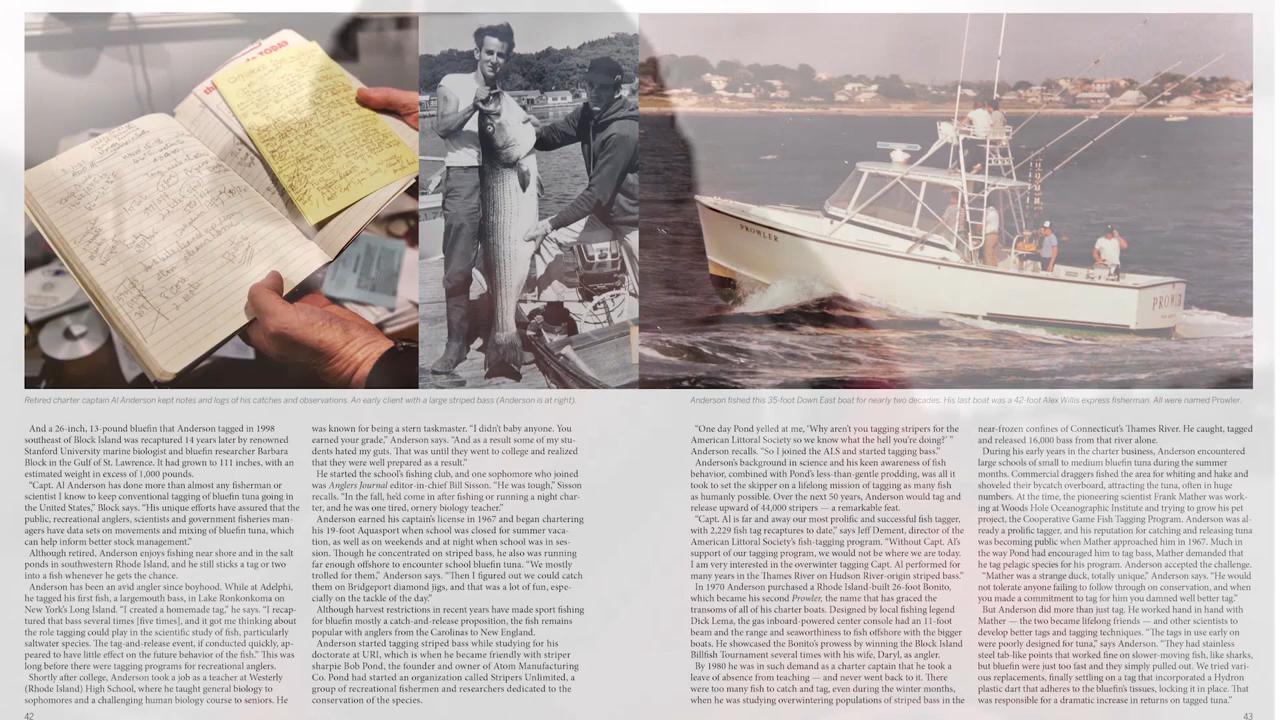 TODAY
PROWLER
PROWLER
Retired charter captain Al Anderson kept notes and logs of his catches and observations. An early client with a large striped bass (Anderson is at right).
Anderson fished this 35-foot Down East boat for nearly two decades. His last boat was a 42-foot Alex Willis express fisherman. All were named Prowler.
And a 26-inch, 13-pound bluefin that Anderson tagged in 1998
southeast of Block Island was recaptured 14 years later by renowned
Stanford University marine biologist and bluefin researcher Barbara
Block in the Gulf of St. Lawrence. It had grown to 111 inches, with an
estimated weight in excess of 1,000 pounds.
“Capt. Al Anderson has done more than almost any fisherman or
scientist I know to keep conventional tagging of bluefin tuna going in
the United States,” Block says. “His unique efforts have assured that the
public, recreational anglers, scientists and government fisheries man-
agers have data sets on movements and mixing of bluefin tuna, which
can help inform better stock management.”
Although retired, Anderson enjoys fishing near shore and in the salt
ponds in southwestern Rhode Island, and he still sticks a tag or two
into a fish whenever he gets the chance.
Anderson has been an avid angler since boyhood. While at Adelphi,
he tagged his first fish, a largemouth bass, in Lake Ronkonkoma on
New York’s Long Island. “I created a homemade tag,” he says. “I recap-
tured that bass several times [five times], and it got me thinking about
the role tagging could play in the scientific study of fish, particularly
saltwater species. The tag-and-release event, if conducted quickly, ap-
peared to have little effect on the future behavior of the fish.” This was
long before there were tagging programs for recreational anglers.
Shortly after college, Anderson took a job as a teacher at Westerly
(Rhode Island) High School, where he taught general biology to
sophomores and a challenging human biology course to seniors. He
was known for being a stern taskmaster. “I didn’t baby anyone. You
earned your grade,” Anderson says. “And as a result some of my stu-
dents hated my guts. That was until they went to college and realized
that they were well prepared as a result.”
He started the school’s fishing club, and one sophomore who joined
was Anglers Journal editor-in-chief Bill Sisson. “He was tough,” Sisson
recalls. “In the fall, he’d come in after fishing or running a night char-
ter, and he was one tired, ornery biology teacher.”
Anderson earned his captain’s license in 1967 and began chartering
his 19-foot Aquasport when school was closed for summer vaca-
tion, as well as on weekends and at night when school was in ses-
sion. Though he concentrated on striped bass, he also was running
far enough offshore to encounter school bluefin tuna. “We mostly
trolled for them,” Anderson says. “Then I figured out we could catch
them on Bridgeport diamond jigs, and that was a lot of fun, espe-
cially on the tackle of the day.”
Although harvest restrictions in recent years have made sport fishing
for bluefin mostly a catch-and-release proposition, the fish remains
popular with anglers from the Carolinas to New England.
Anderson started tagging striped bass while studying for his
doctorate at URI, which is when he became friendly with striper
sharpie Bob Pond, the founder and owner of Atom Manufacturing
Co. Pond had started an organization called Stripers Unlimited, a
group of recreational fishermen and researchers dedicated to the
conservation of the species.
“One day Pond yelled at me, ‘Why aren’t you tagging stripers for the
American Littoral Society so we know what the hell you’re doing?’ ”
Anderson recalls. “So I joined the ALS and started tagging bass.”
Anderson’s background in science and his keen awareness of fish
behavior, combined with Pond’s less-than-gentle prodding, was all it
took to set the skipper on a lifelong mission of tagging as many fish
as humanly possible. Over the next 50 years, Anderson would tag and
release upward of 44,000 stripers — a remarkable feat.
“Capt. Al is far and away our most prolific and successful fish tagger,
with 2,229 fish tag recaptures to date,” says Jeff Dement, director of the
American Littoral Society’s fish-tagging program. “Without Capt. Al’s
support of our tagging program, we would not be where we are today.
I am very interested in the overwinter tagging Capt. Al performed for
many years in the Thames River on Hudson River-origin striped bass.”
In 1970 Anderson purchased a Rhode Island-built 26-foot Bonito,
which became his second Prowler, the name that has graced the
transoms of all of his charter boats. Designed by local fishing legend
Dick Lema, the gas inboard-powered center console had an 11-foot
beam and the range and seaworthiness to fish offshore with the bigger
boats. He showcased the Bonito’s prowess by winning the Block Island
Billfish Tournament several times with his wife, Daryl, as angler.
By 1980 he was in such demand as a charter captain that he took a
leave of absence from teaching — and never went back to it. There
were too many fish to catch and tag, even during the winter months,
when he was studying overwintering populations of striped bass in the
near-frozen confines of Connecticut’s Thames River. He caught, tagged
and released 16,000 bass from that river alone.
During his early years in the charter business, Anderson encountered
large schools of small to medium bluefin tuna during the summer
months. Commercial draggers fished the area for whiting and hake and
shoveled their bycatch overboard, attracting the tuna, often in huge
numbers. At the time, the pioneering scientist Frank Mather was work-
ing at Woods Hole Oceanographic Institute and trying to grow his pet
project, the Cooperative Game Fish Tagging Program. Anderson was al-
ready a prolific tagger, and his reputation for catching and releasing tuna
was becoming public when Mather approached him in 1967. Much in
the way Pond had encouraged him to tag bass, Mather demanded that
he tag pelagic species for his program. Anderson accepted the challenge.
“Mather was a strange duck, totally unique,” Anderson says. “He would
not tolerate anyone failing to follow through on conservation, and when
you made a commitment to tag for him you damned well better tag.”
But Anderson did more than just tag. He worked hand in hand with
Mather — the two became lifelong friends — and other scientists to
develop better tags and tagging techniques. “The tags in use early on
were poorly designed for tuna,” says Anderson. “They had stainless
steel tab-like points that worked fine on slower-moving fish, like sharks,
but bluefin were just too fast and they simply pulled out. We tried vari-
ous replacements, finally settling on a tag that incorporated a Hydron
plastic dart that adheres to the bluefin’s tissues, locking it in place. That
was responsible for a dramatic increase in returns on tagged tuna.”
42
43